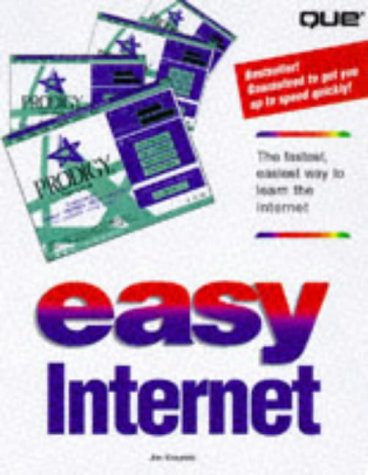 QUE
Bestseller!
Guaranteed to get you
up to speed quickly!
PRODIGY
PRODIGY
The fastest,
easiest way to
learn the
Internet
easy
Internet